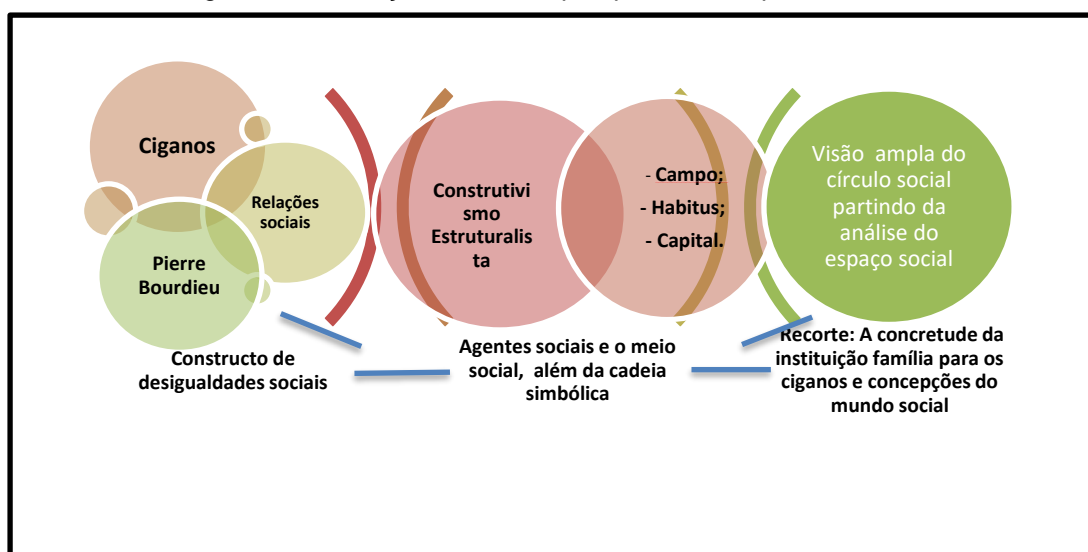 Ciganos
Relações
sociais
Pierre
Bourdieu
Construtivi
smo
Estruturalis
ta
- Campo;
- Habitus;
- Capital.
Visão ampla do
círculo social
partindo da
análise do
espaço social
Constructo de
desigualdades sociais
Agentes sociais e o meio
social, além da cadeia
simbólica
Recorte: A concretude da
instituição família para os
ciganos e concepções do
mundo social